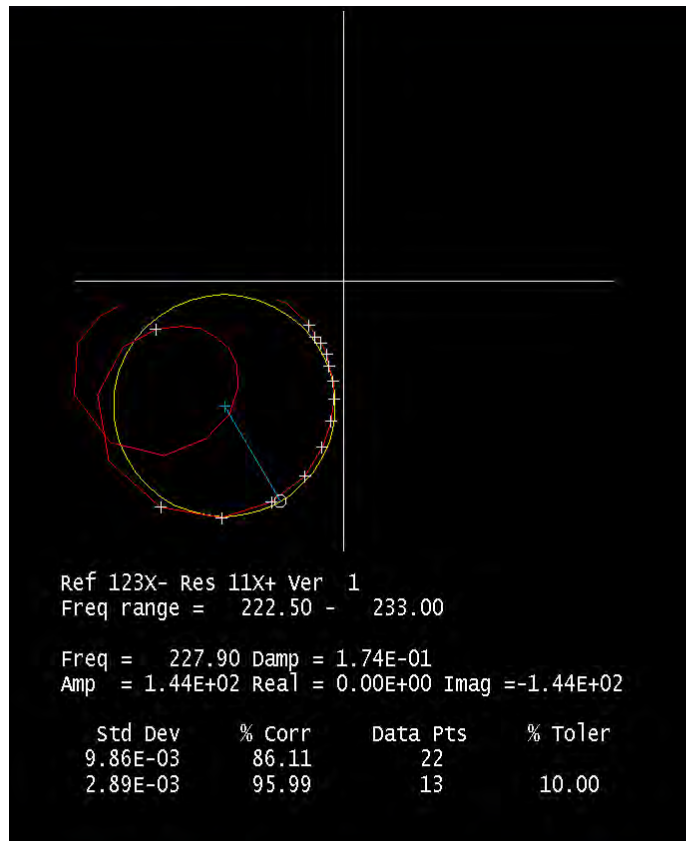 Ref 123X- Res 11X+ Ver 1
Freq range = 222.50 - 233.00
Freq = 227.90 Damp = 1.74E-01
Amp = 1.44E+02 Real = 0.00E+00 Imag =-1.44E+02
Std Dev % Corr Data Pts % Toler
9.86E-03 86.11 22
2.89E-03 95.99 13 10.00